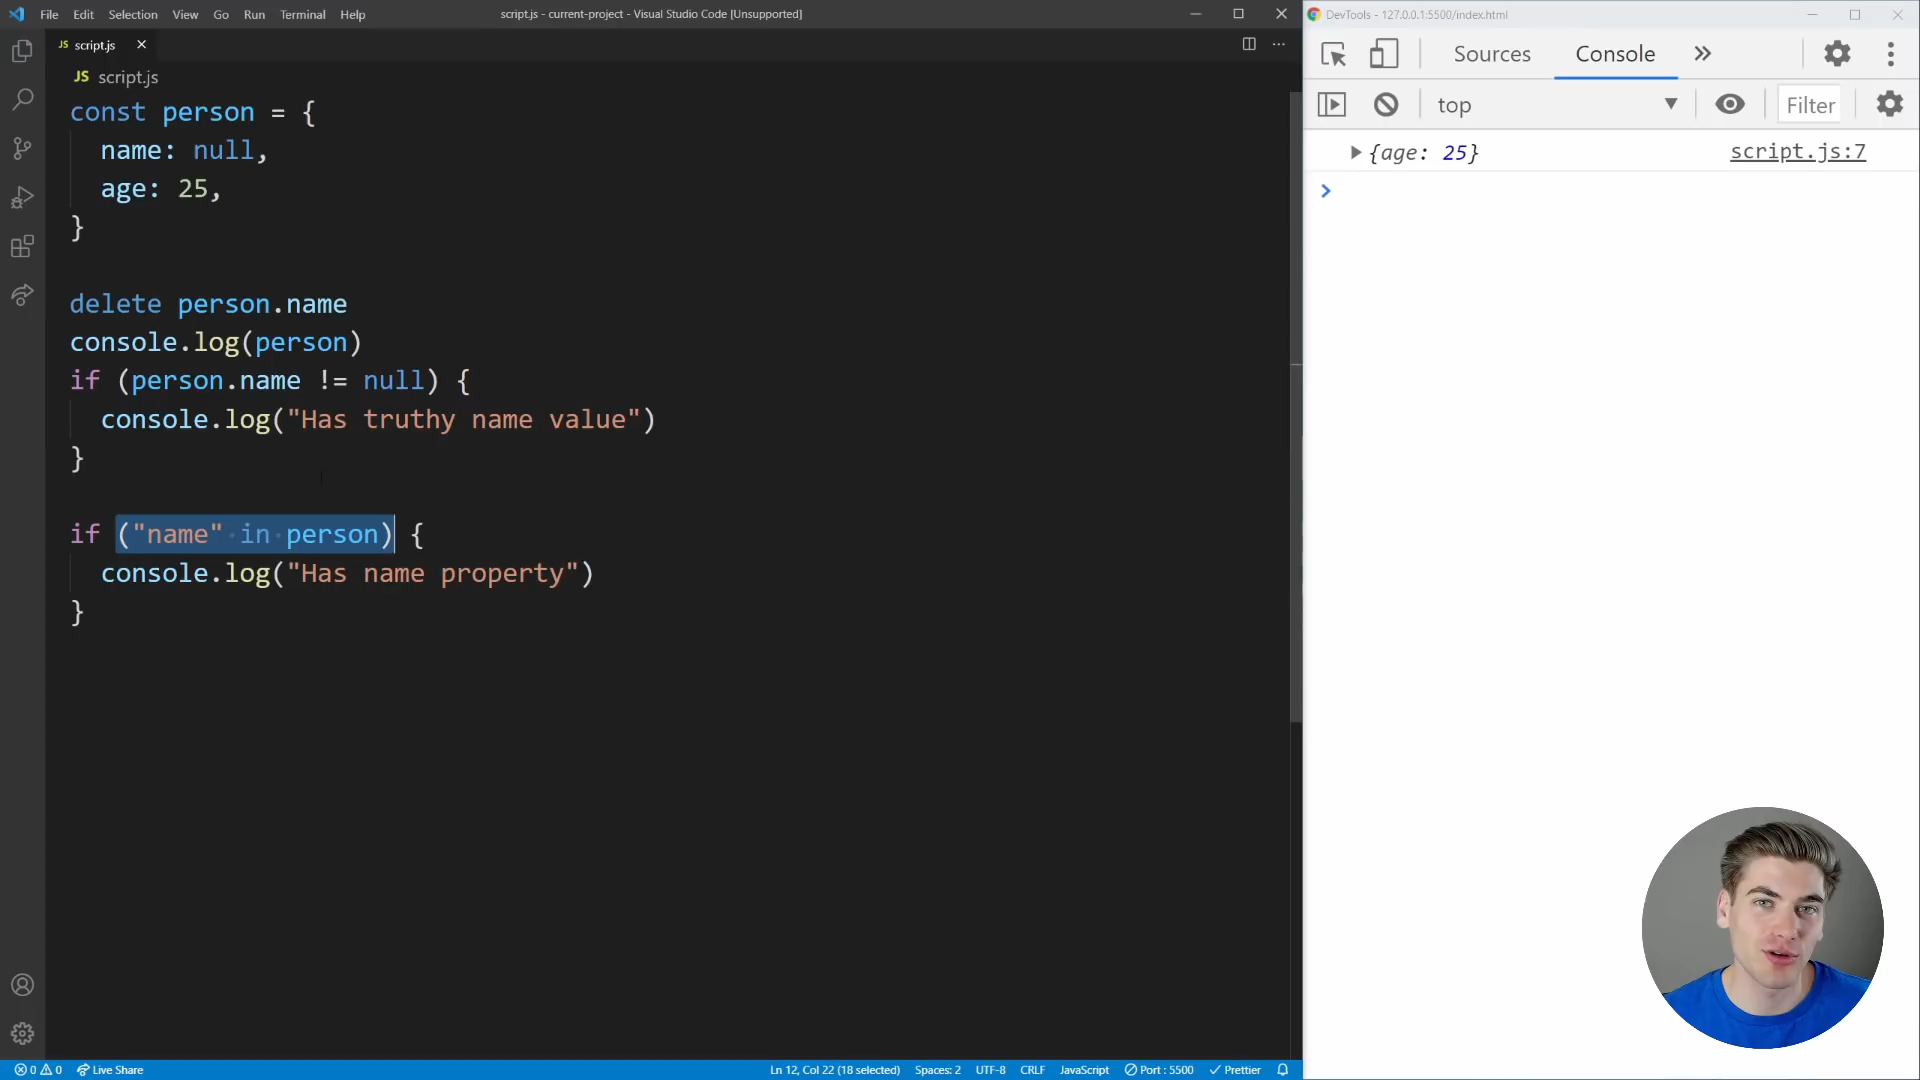 File Edit Selection View Go Run Terminal Help
script.js - current-project - Visual Studio Code [Unsupported]
JS script.js
JS script.js
const person = {
name: null,
age: 25,
}
delete person.name
console.log(person)
if (person.name != null) {
console.log("Has truthy name value")
}
if ("name" in person) {
console.log("Has name property")
}
0 0 Live Share
Ln 12, Col 22 (18 selected) Spaces: 2 UTF-8 CRLF JavaScript Port : 5500 Prettier
DevTools - 127.0.0.1:5500/index.html
Sources Console
top Filter
{age: 25} script.js:7